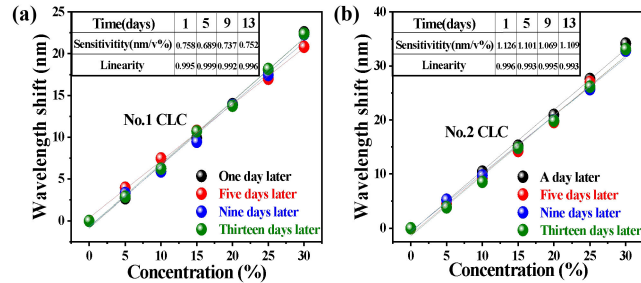 (a)
Time(days) 1 5 9 13
Sensitivitity(nm/v%) 0.758 0.689 0.737 0.752
Linearity 0.995 0.999 0.992 0.996
Wavelength shift (nm)
30
25
20
15
10
5
0
No.1 CLC
One day later
Five days later
Nine days later
Thirteen days later
0 5 10 15 20 25 30
Concentration (%)
(b)
Time(days) 1 5 9 13
Sensitivity(nm/v%) 1.126 1.101 1.069 1.109
Linearity 0.996 0.993 0.995 0.993
Wavelength shift (nm)
40
30
20
10
0
No.2 CLC
A day later
Five days later
Nine days later
Thirteen days later
0 5 10 15 20 25 30
Concentration (%)